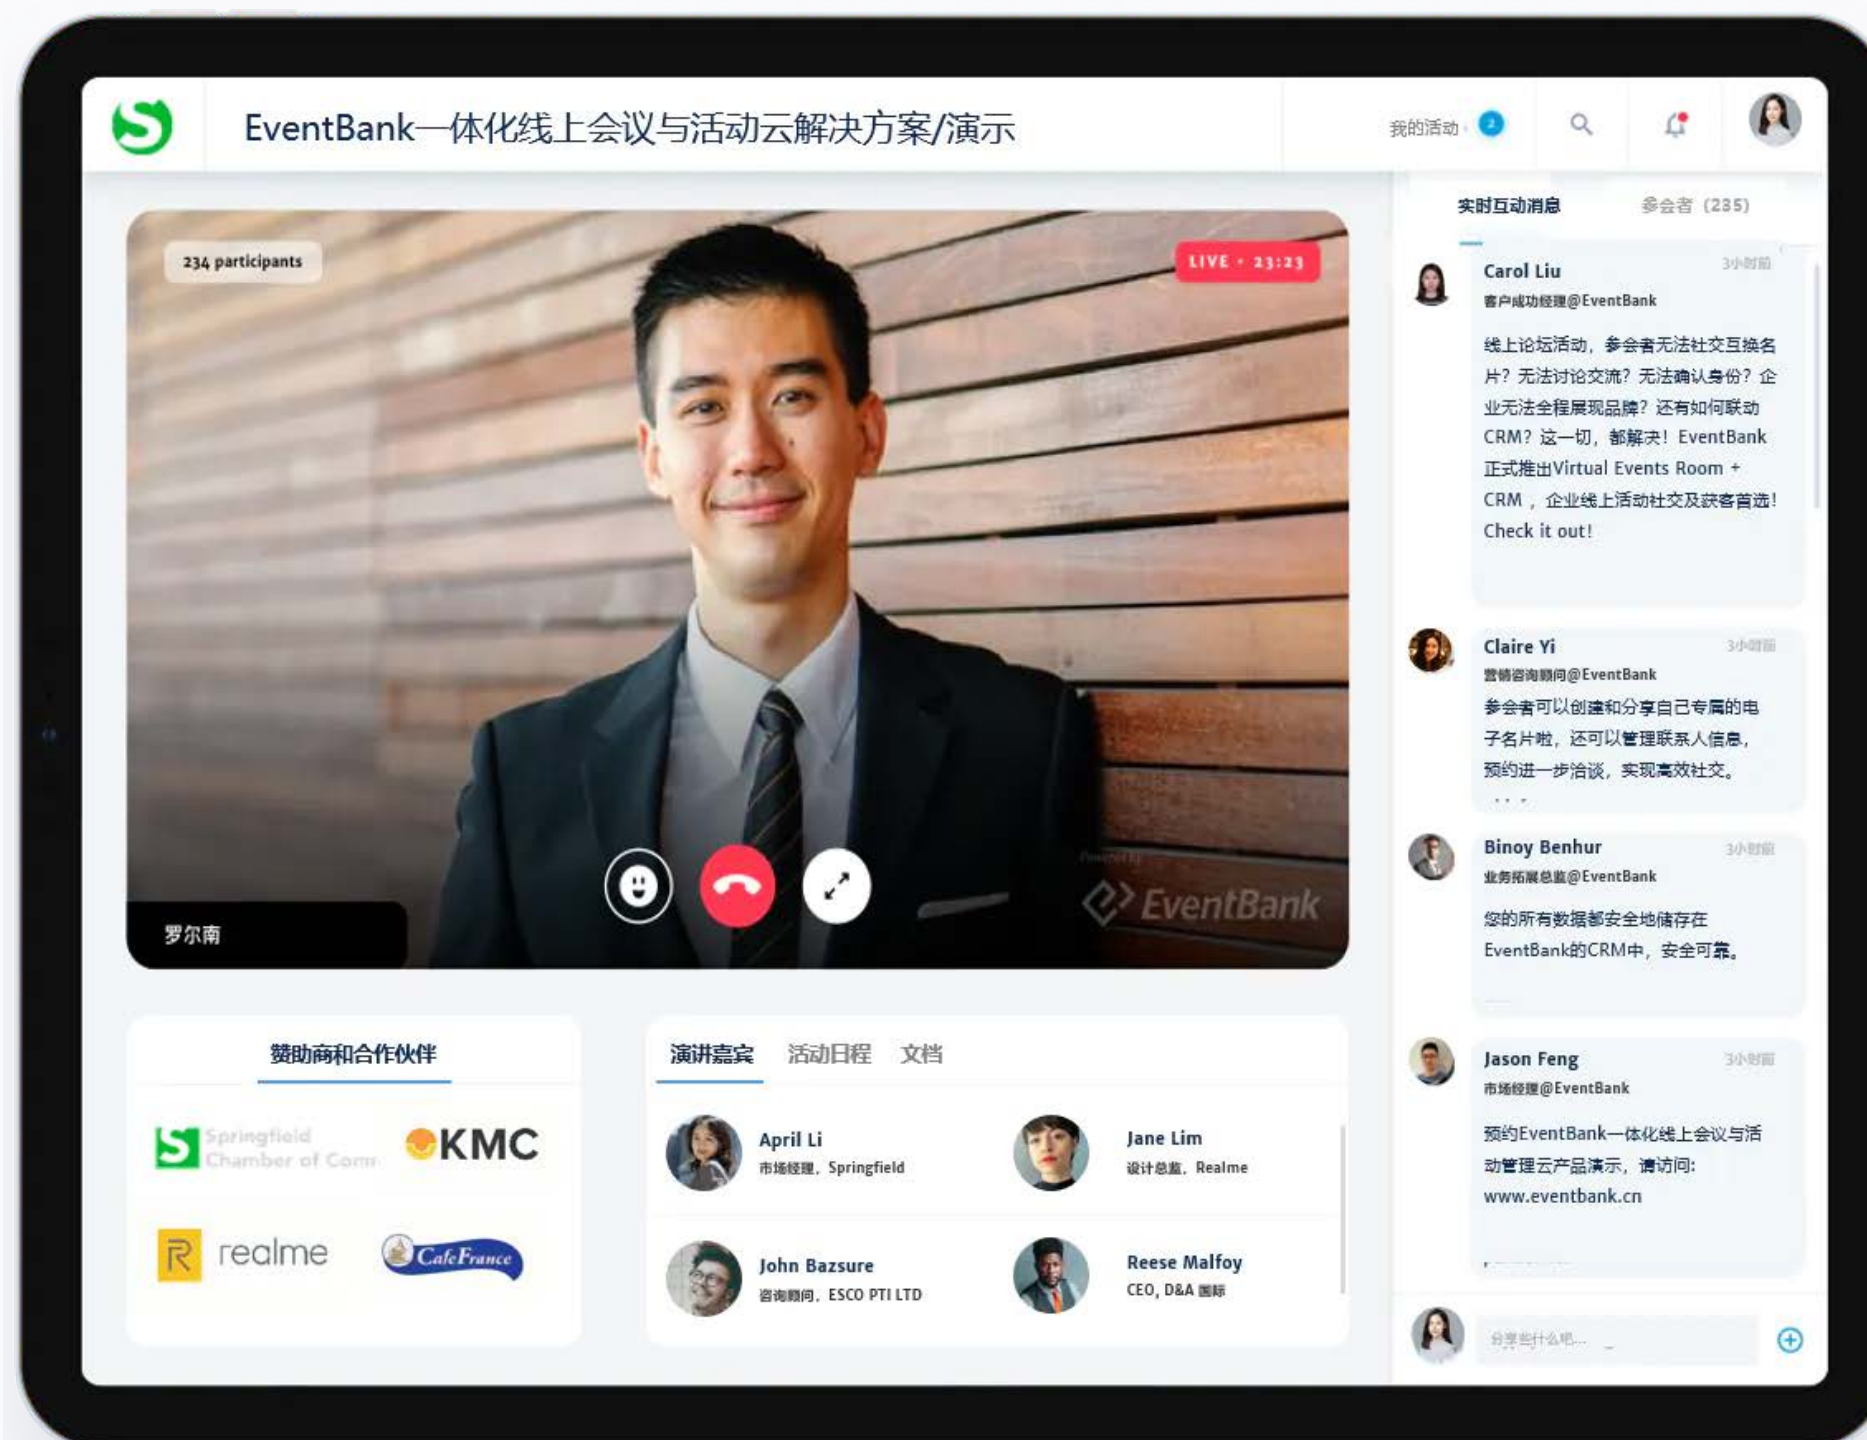 EventBank一体化线上会议与活动云解决方案/演示
我的活动
2
234 participants
LIVE • 23:23
罗尔南
Powered by
EventBank
赞助商和合作伙伴
Springfield
Chamber of Com
KMC
realme
CafeFrance
演讲嘉宾 活动日程 文档
April Li
市场经理，Springfield
Jane Lim
设计总监，Realme
John Bazsure
咨询顾问，ESCO PTI LTD
Reese Malfoy
CEO, D&A 国际
实时互动消息 参会者 (235)
Carol Liu 3小时前
客户成功经理@EventBank
线上论坛活动，参会者无法社交互换名
片？无法讨论交流？无法确认身份？企
业无法全程展现品牌？还有如何联动
CRM？这一切，都解决！EventBank
正式推出Virtual Events Room +
CRM ，企业线上活动社交及获客首选！
Check it out!
Claire Yi 3小时前
营销咨询顾问@EventBank
参会者可以创建和分享自己专属的电
子名片啦，还可以管理联系人信息，
预约进一步洽谈，实现高效社交。
Binoy Benhur 3小时前
业务拓展总监@EventBank
您的所有数据都安全地储存在
EventBank的CRM中，安全可靠。
Jason Feng 3小时前
市场经理@EventBank
预约EventBank一体化线上会议与活
动管理云产品演示，请访问:
www.eventbank.cn
分享些什么吧...